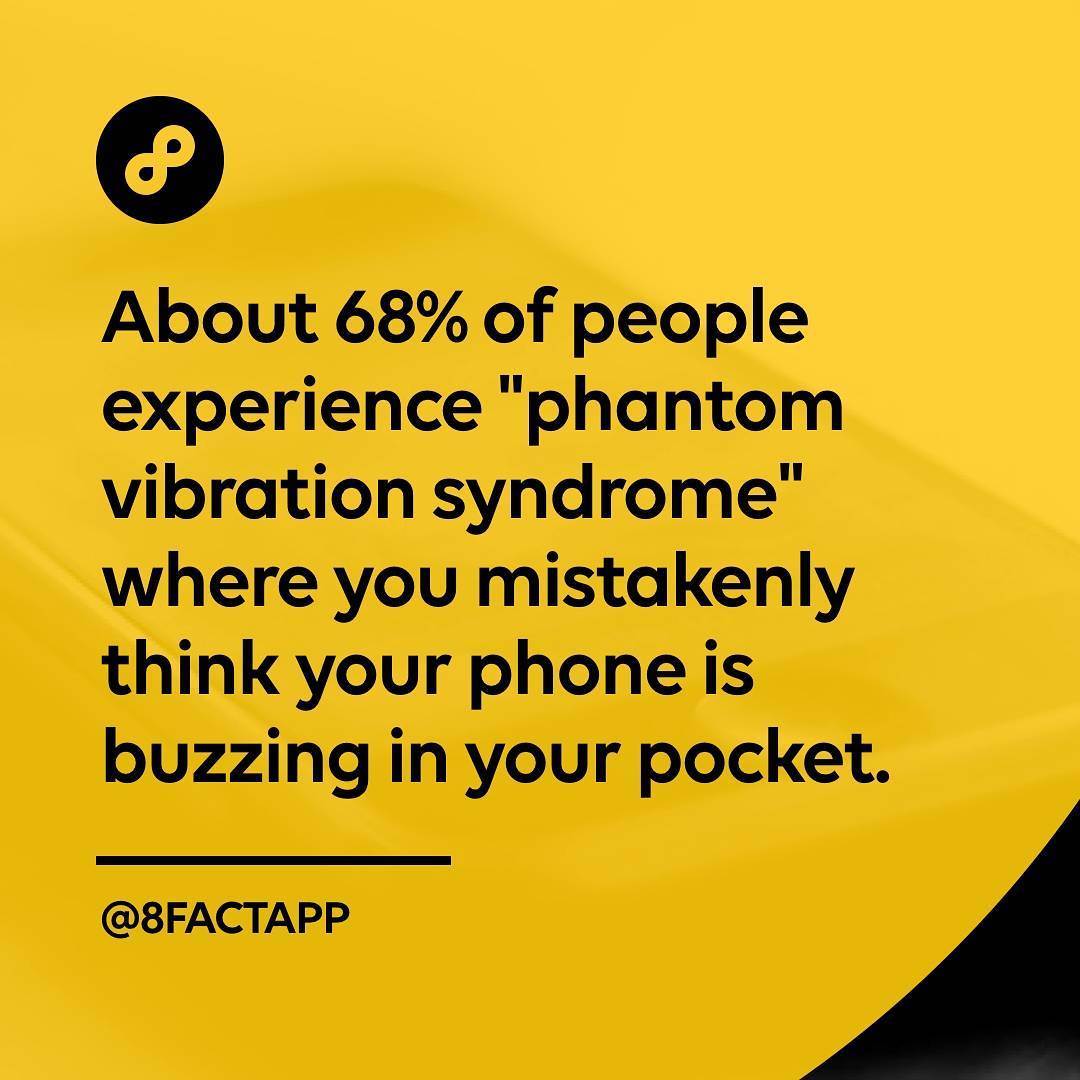 About 68% of people
experience "phantom
vibration syndrome"
where you mistakenly
think your phone is
buzzing in your pocket.
@8FACTAPP